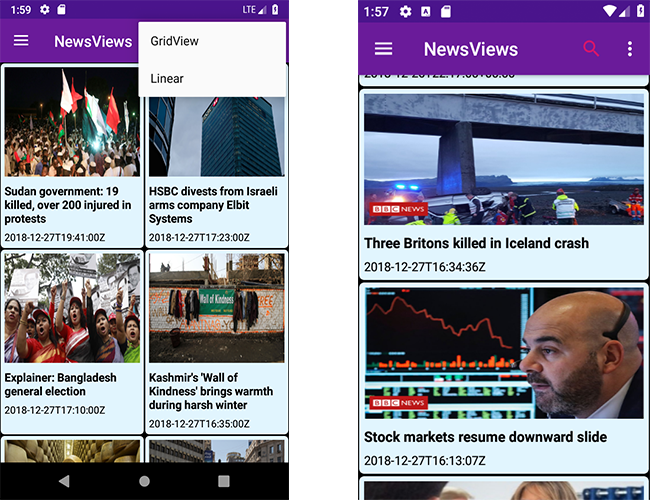 1:59
LTE
NewsViews
GridView
Linear
Sudan government: 19
killed, over 200 injured in
protests
2018-12-27T19:41:00Z
HSBC divests from Israeli
arms company Elbit
Systems
2018-12-27T17:23:00Z
Explainer: Bangladesh
general election
2018-12-27T17:10:00Z
Wall of Kindness
Kashmir's 'Wall of
Kindness' brings warmth
during harsh winter
2018-12-27T16:35:00Z
1:57
A
NewsViews
BBC NEWS
Three Britons killed in Iceland crash
2018-12-27T16:34:36Z
BBC NEWS
Stock markets resume downward slide
2018-12-27T16:13:07Z